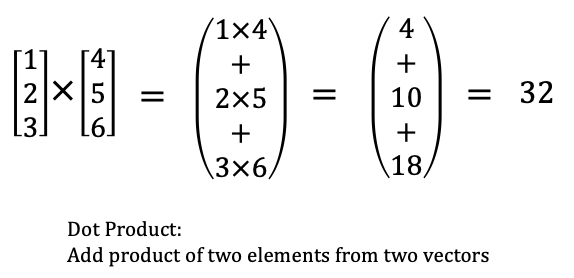 [1 2 3] × [4 5 6] = (1×4 + 2×5 + 3×6) = (4 + 10 + 18) = 32
Dot Product:
Add product of two elements from two vectors